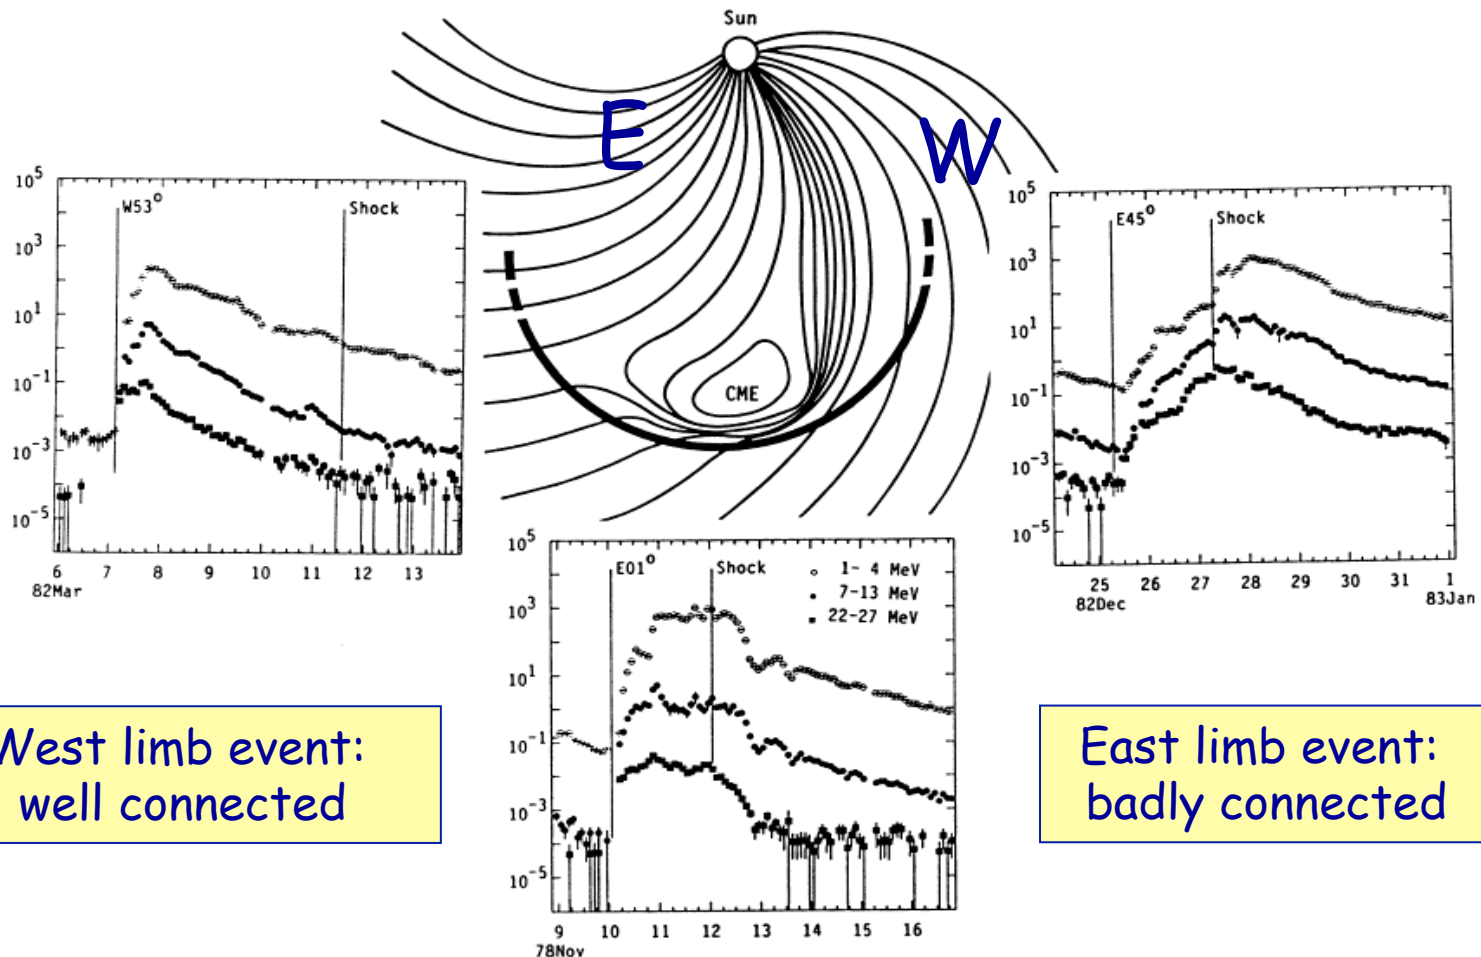 Sun
E
W
10^5
10^3
10^1
10^-1
10^-3
10^-5
W53°
Shock
6 7 8 9 10 11 12 13
82Mar
CME
10^5
10^3
10^1
10^-1
10^-3
10^-5
E45°
Shock
25 26 27 28 29 30 31 1
82Dec 83Jan
10^5
10^3
10^1
10^-1
10^-3
10^-5
E01°
Shock
1- 4 MeV
7-13 MeV
22-27 MeV
9 10 11 12 13 14 15 16
78Nov
West limb event:
well connected
East limb event:
badly connected